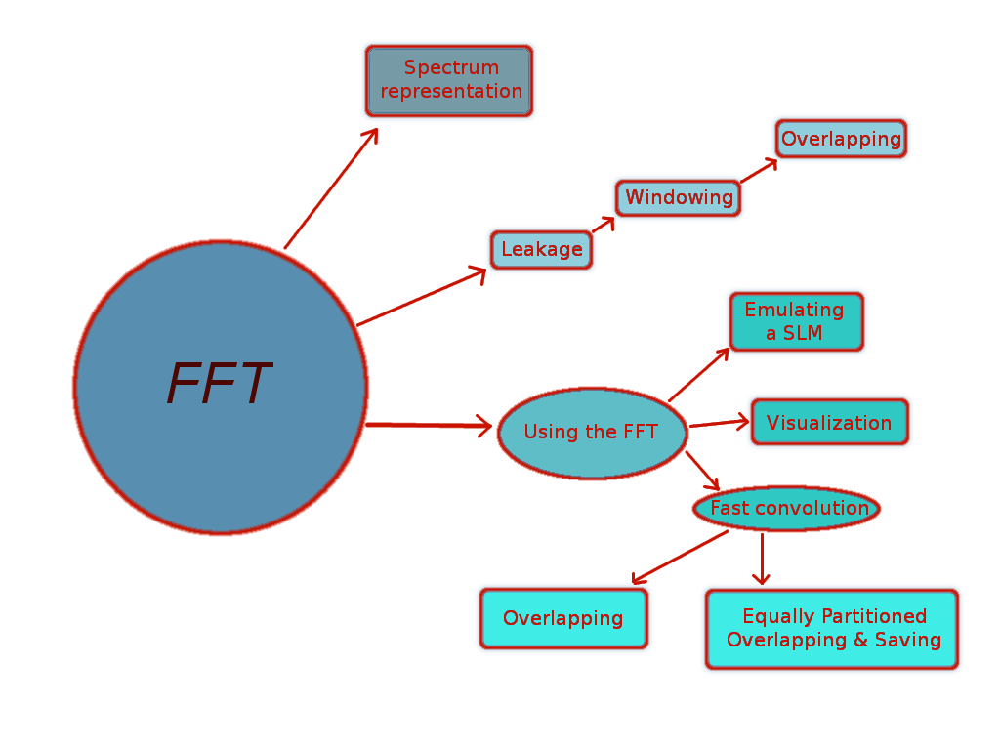 Spectrum
representation
Overlapping
Windowing
Leakage
Emulating
a SLM
FFT
Using the FFT
Visualization
Fast convolution
Overlapping
Equally Partitioned
Overlapping & Saving